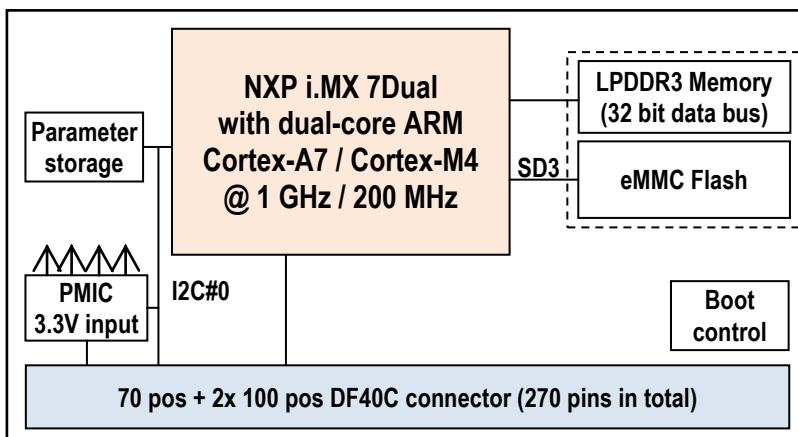 NXP i.MX 7Dual
with dual-core ARM
Cortex-A7 / Cortex-M4
@ 1 GHz / 200 MHz
LPDDR3 Memory
(32 bit data bus)
SD3
eMMC Flash
Parameter
storage
PMIC
3.3V input
I2C#0
Boot
control
70 pos + 2x 100 pos DF40C connector (270 pins in total)